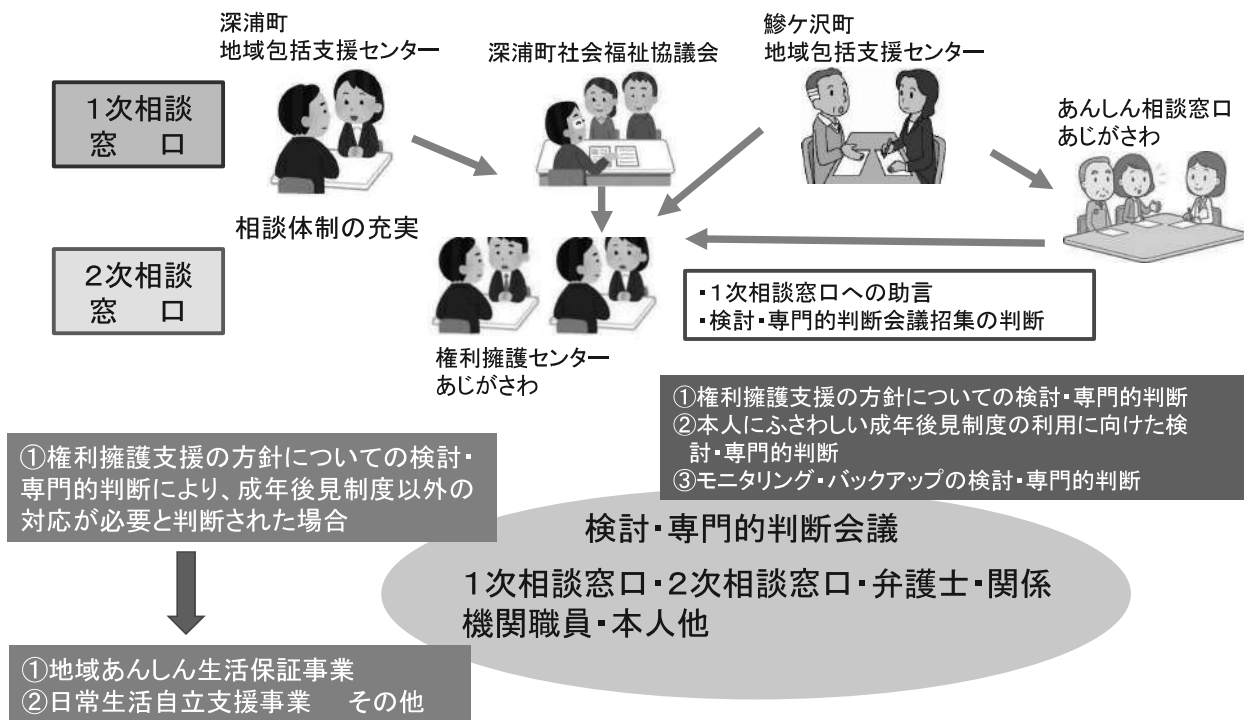 深浦町
地域包括支援センター
深浦町社会福祉協議会
鰺ケ沢町
地域包括支援センター
あんしん相談窓口
あじがさわ
1次相談
窓　口
相談体制の充実
2次相談
窓　口
・1次相談窓口への助言
・検討・専門的判断会議招集の判断
権利擁護センター
あじがさわ
①権利擁護支援の方針についての検討・専門的判断
②本人にふさわしい成年後見制度の利用に向けた検
討・専門的判断
③モニタリング・バックアップの検討・専門的判断
①権利擁護支援の方針についての検討・
専門的判断により、成年後見制度以外の
対応が必要と判断された場合
検討・専門的判断会議
1次相談窓口・2次相談窓口・弁護士・関係
機関職員・本人他
①地域あんしん生活保証事業
②日常生活自立支援事業　その他